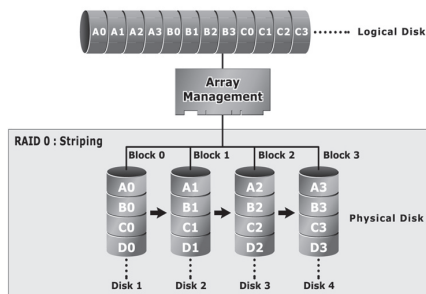 A0 A1 A2 A3 B0 B1 B2 B3 C0 C1 C2 C3 Logical Disk
Array
Management
RAID 0 : Striping
Block 0 Block 1 Block 2 Block 3
A0 A1 A2 A3
B0 B1 B2 B3
Physical Disk
C0 C1 C2 C3
D0 D1 D2 D3
Disk 1 Disk 2 Disk 3 Disk 4